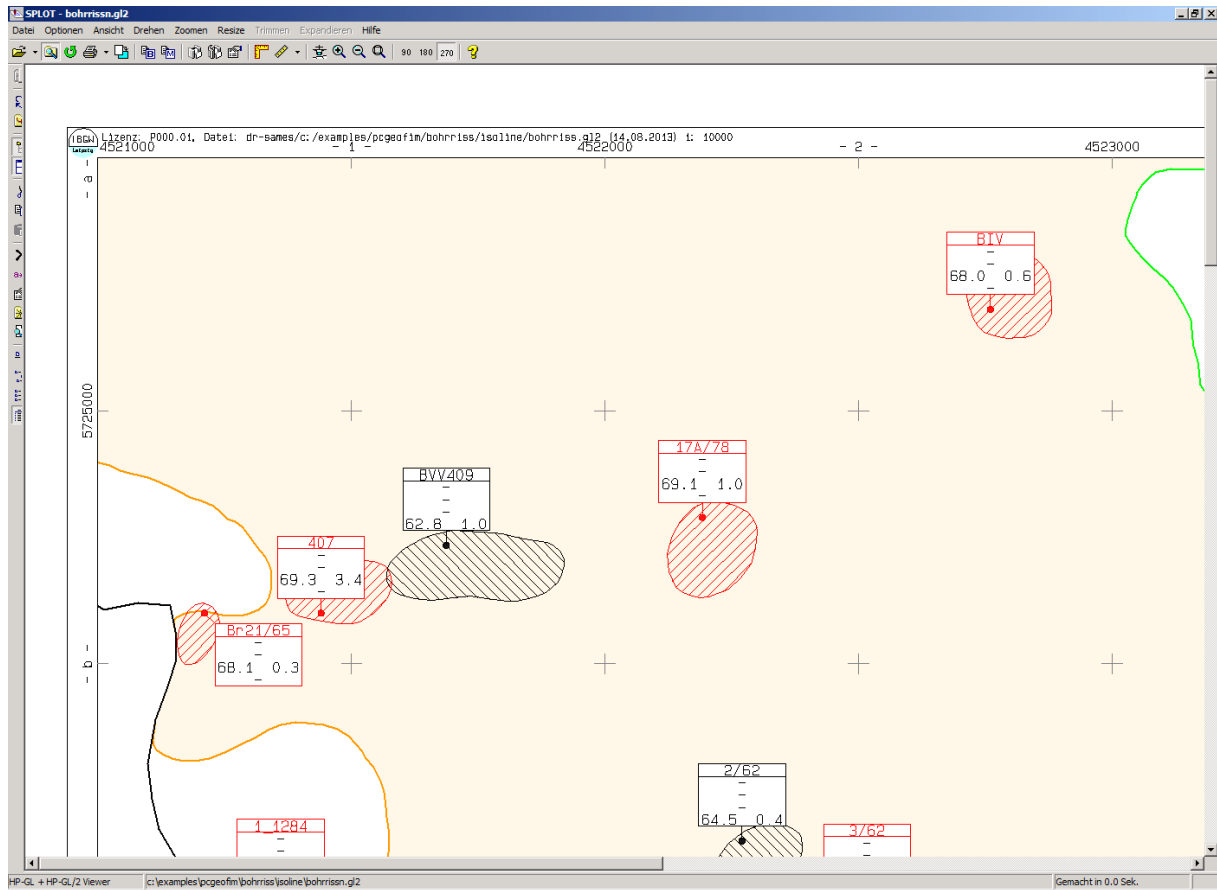 SPLOT - bohrrissn.gl2
Datei Optionen Ansicht Drehen Zoomen Resize Trimmen Expandieren Hilfe
90 180 270
IBGW Lizenz: P000.01, Datei: dr-sames/c:/examples/pcgeofim/bohrriss/isoline/bohrriss.gl2 (14.08.2013) 1: 10000
Leipzig 4521000 - 1 - 4522000 - 2 - 4523000
- a -
BIV
68.0 0.6
5725000
17A/78
69.1 1.0
BVV409
62.8 1.0
407
69.3 3.4
Br21/65
68.1 0.3
- b -
2/62
64.5 0.4
1_1284
3/62
HP-GL + HP-GL/2 Viewer c:\examples\pcgeofim\bohrriss\isoline\bohrrissn.gl2 Gemacht in 0.0 Sek.